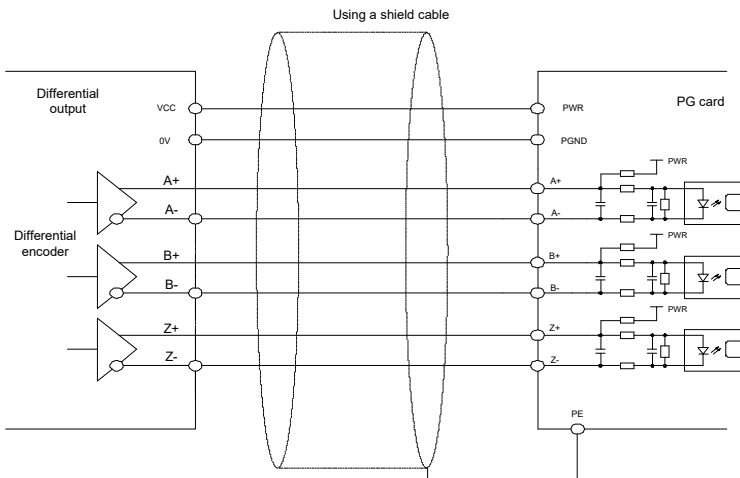 Using a shield cable
Differential
output
PG card
VCC
PWR
0V
PGND
PWR
A+
A+
A-
A-
Differential
encoder
PWR
B+
B+
B-
B-
PWR
Z+
Z+
Z-
Z-
PE